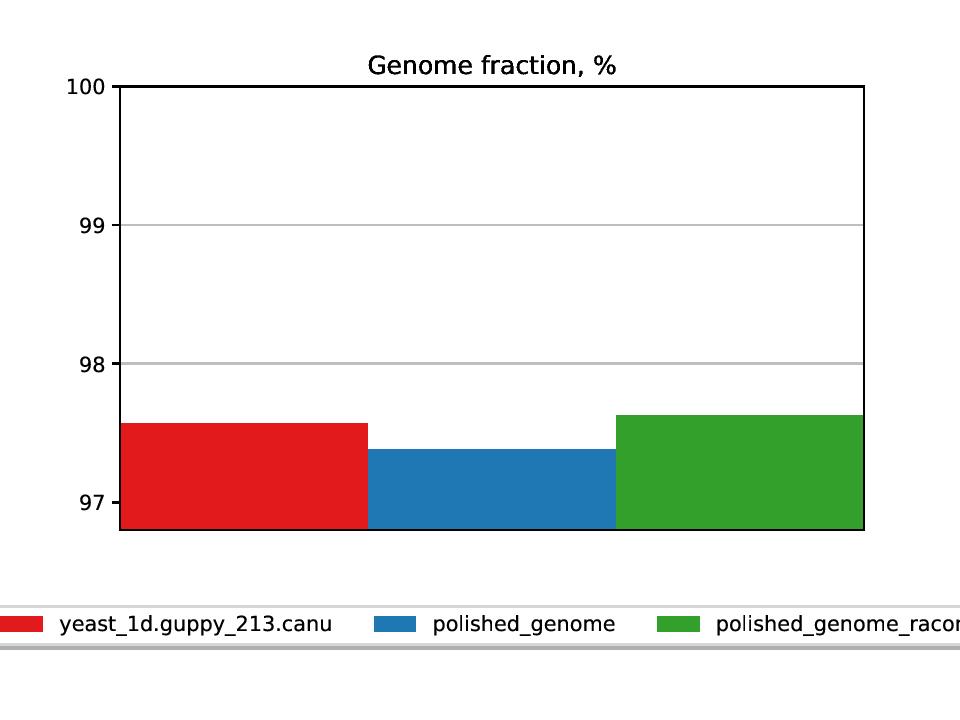 Genome fraction, %
100
99
98
97
yeast_1d.guppy_213.canu polished_genome polished_genome_racon